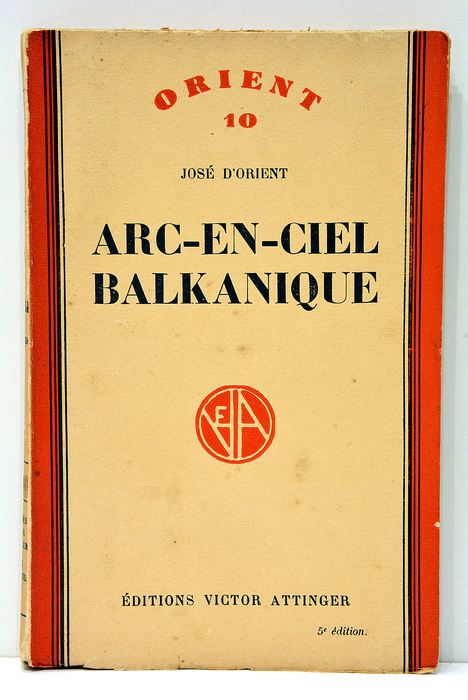 ORIENT
10
JOSÉ D'ORIENT
ARC-EN-CIEL
BALKANIQUE
ÉDITIONS VICTOR ATTINGER
5e édition.